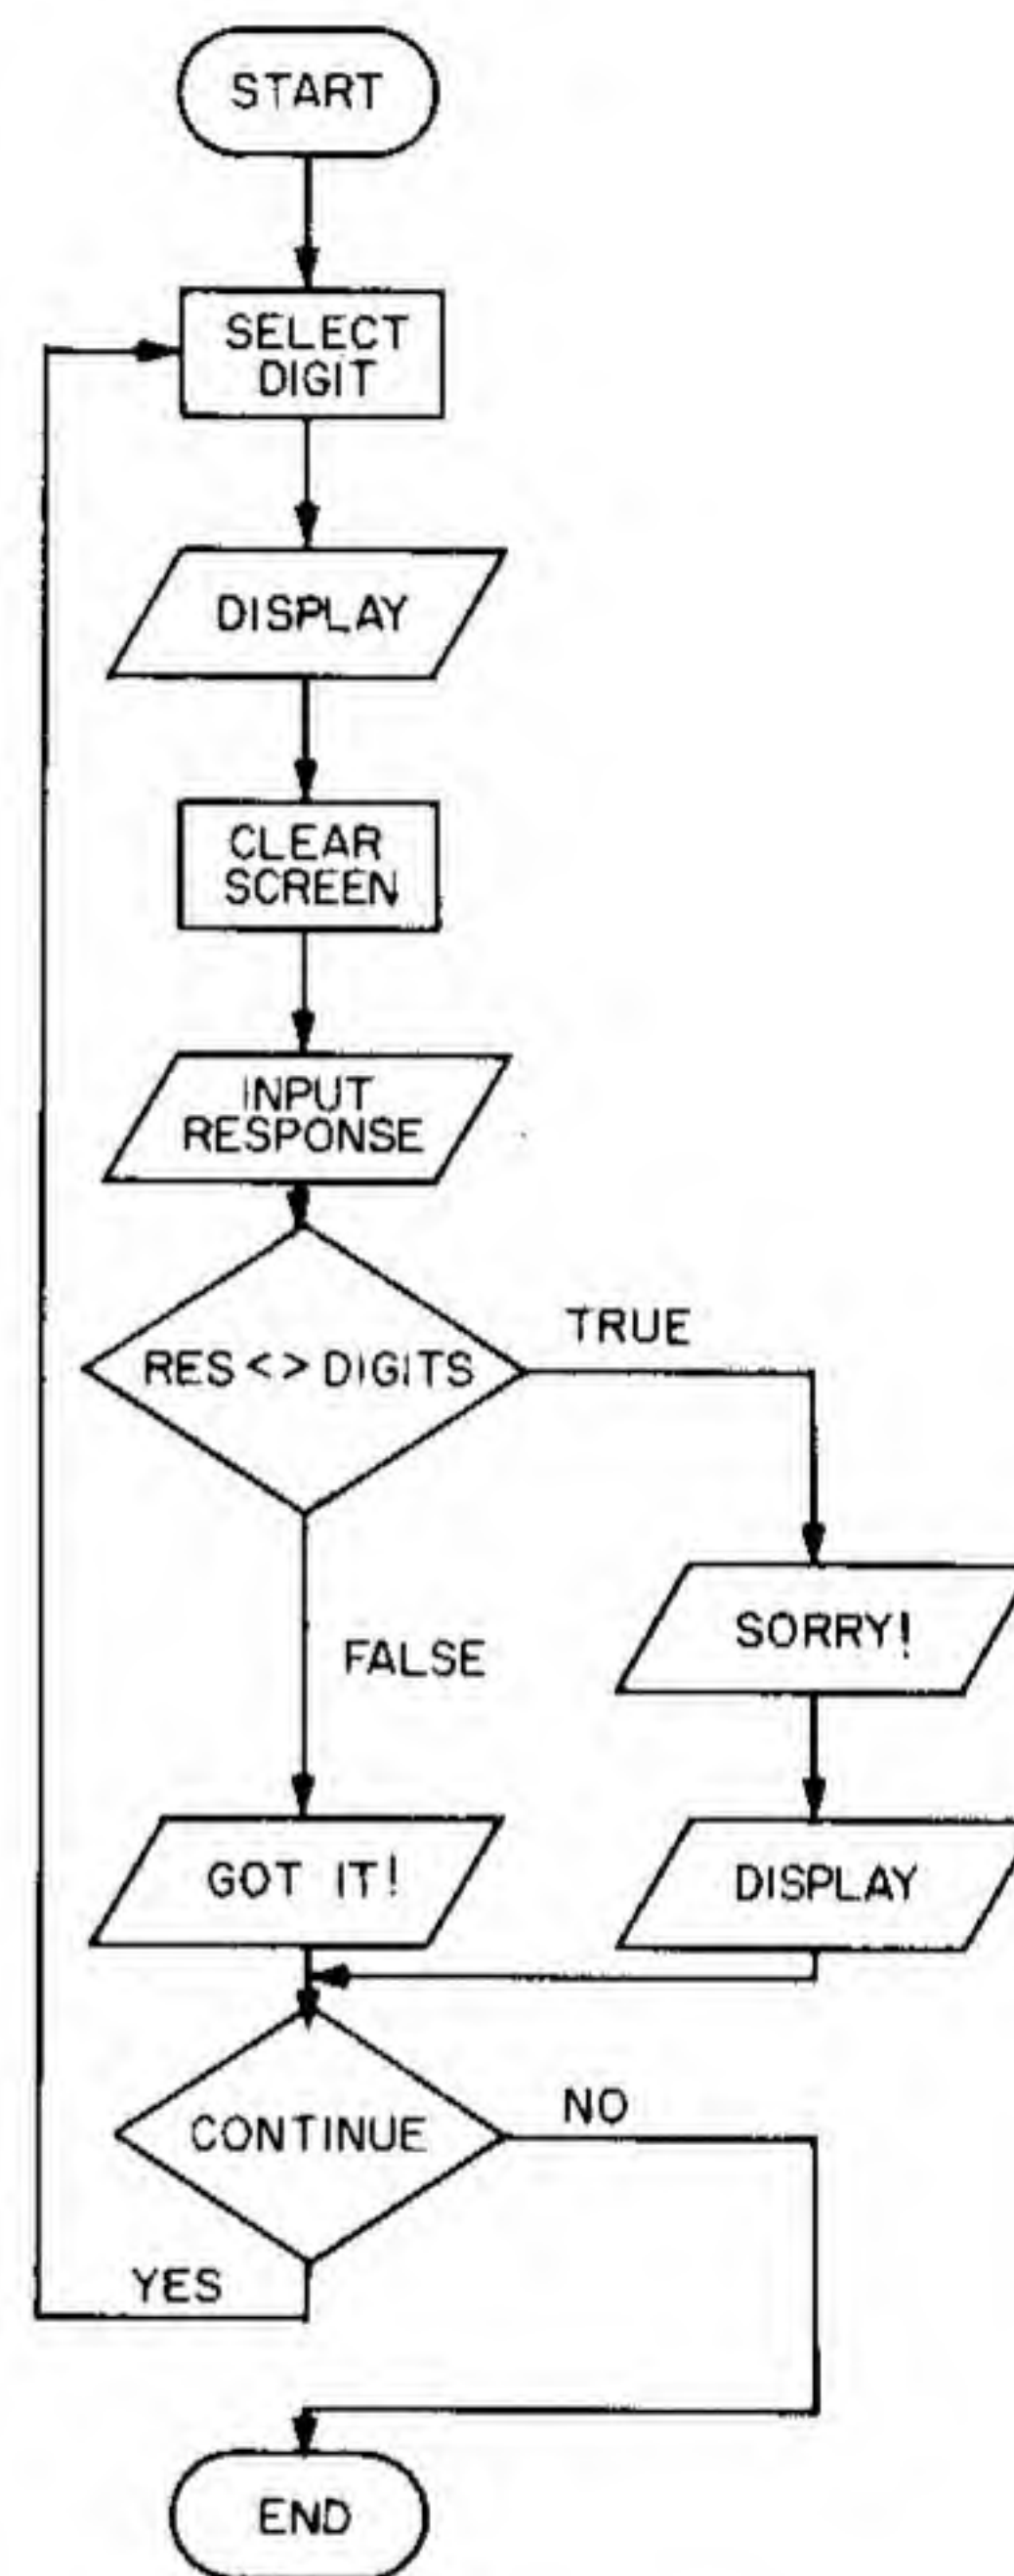 START
SELECT
DIGIT
DISPLAY
CLEAR
SCREEN
INPUT
RESPONSE
RES <> DIGITS
TRUE
FALSE
SORRY!
GOT IT!
DISPLAY
CONTINUE
NO
YES
END